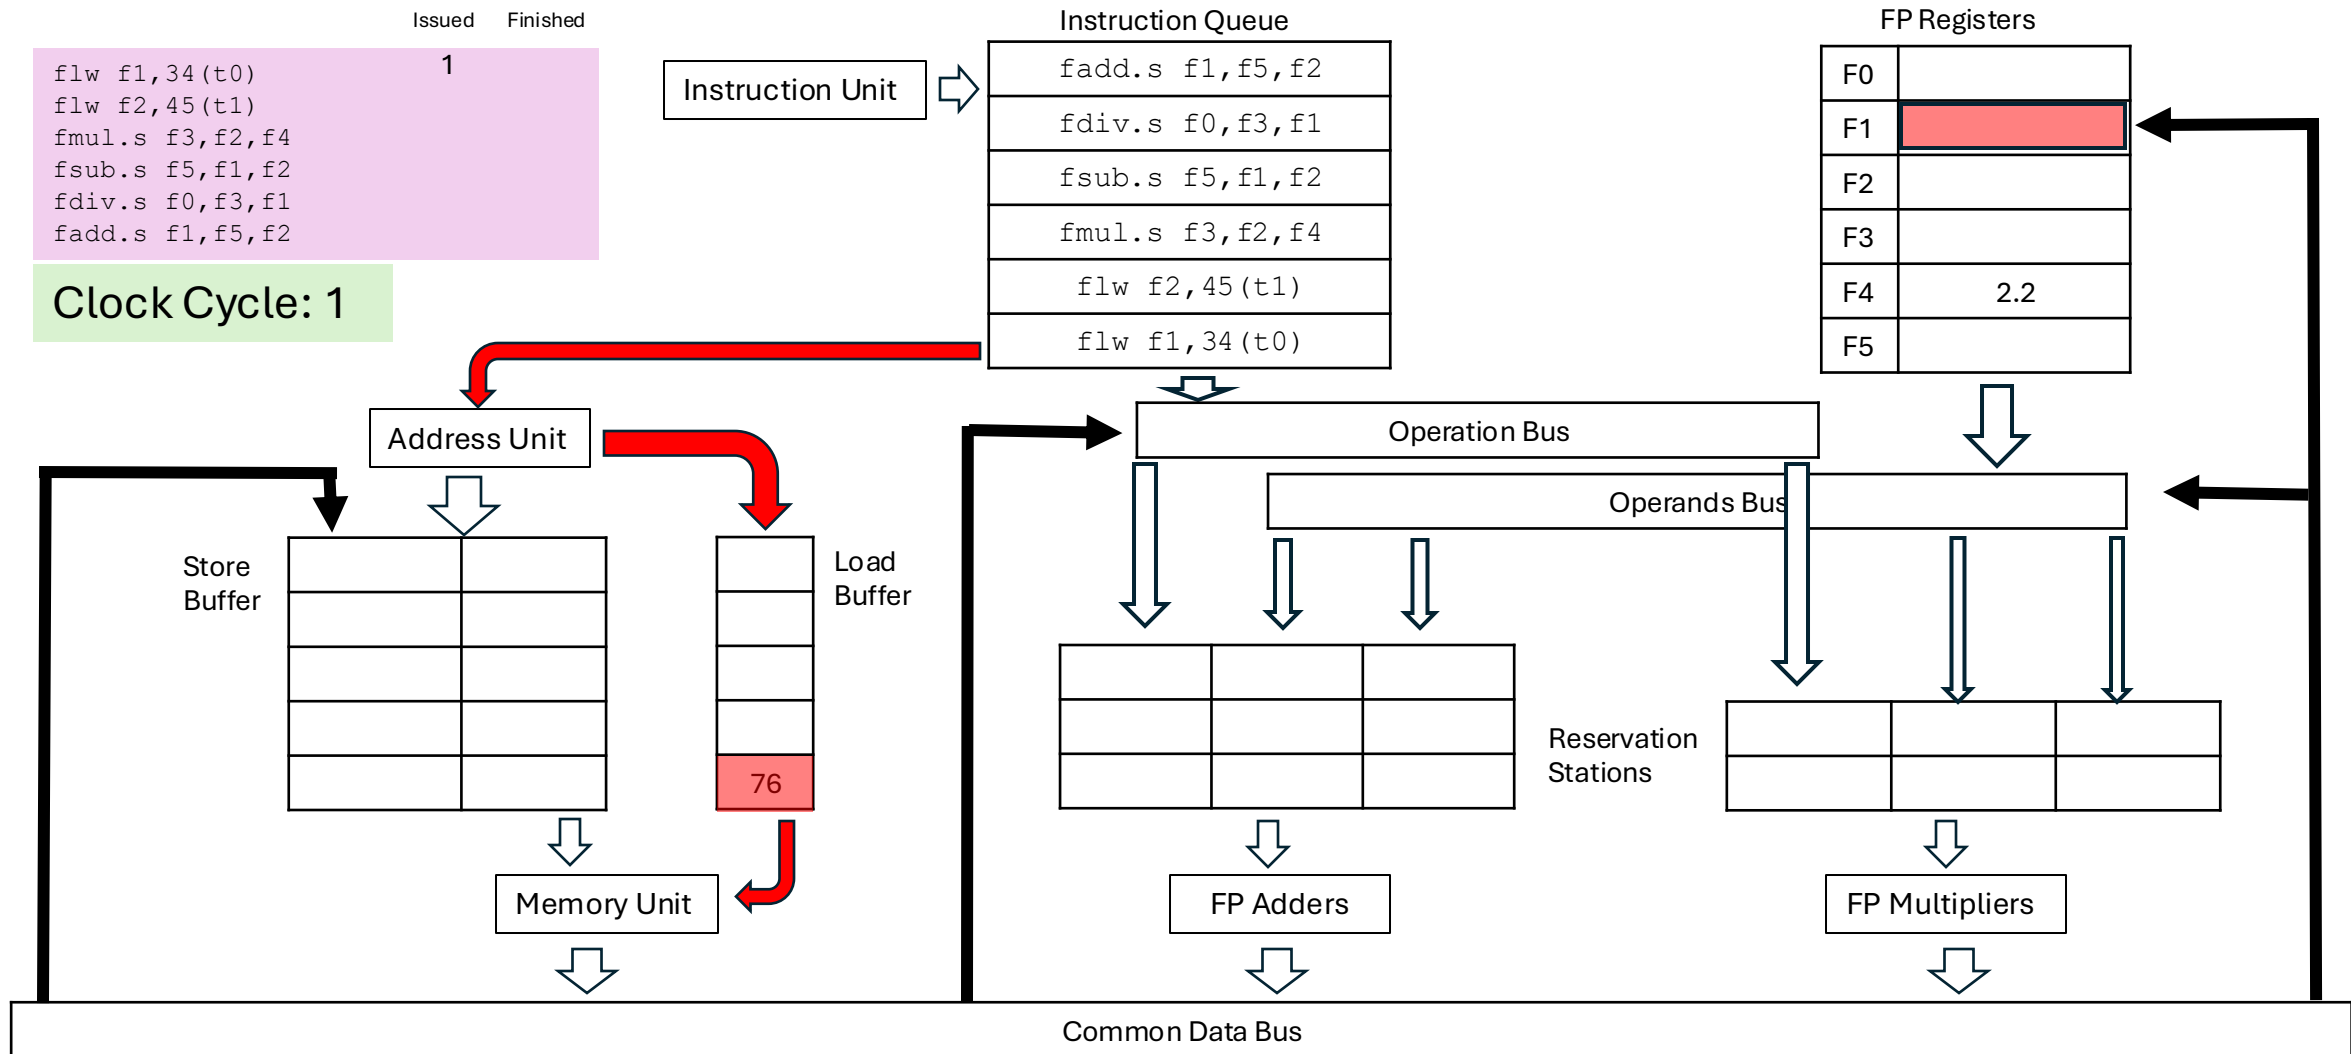 Issued Finished
flw f1,34(t0) 1
flw f2,45(t1)
fmul.s f3,f2,f4
fsub.s f5,f1,f2
fdiv.s f0,f3,f1
fadd.s f1,f5,f2
Clock Cycle: 1
Instruction Unit
Instruction Queue
fadd.s f1,f5,f2
fdiv.s f0,f3,f1
fsub.s f5,f1,f2
fmul.s f3,f2,f4
flw f2,45(t1)
flw f1,34(t0)
FP Registers
F0
F1
F2
F3
F4 2.2
F5
Address Unit
Operation Bus
Operands Bus
Store
Buffer
Load
Buffer
76
Reservation
Stations
Memory Unit
FP Adders
FP Multipliers
Common Data Bus